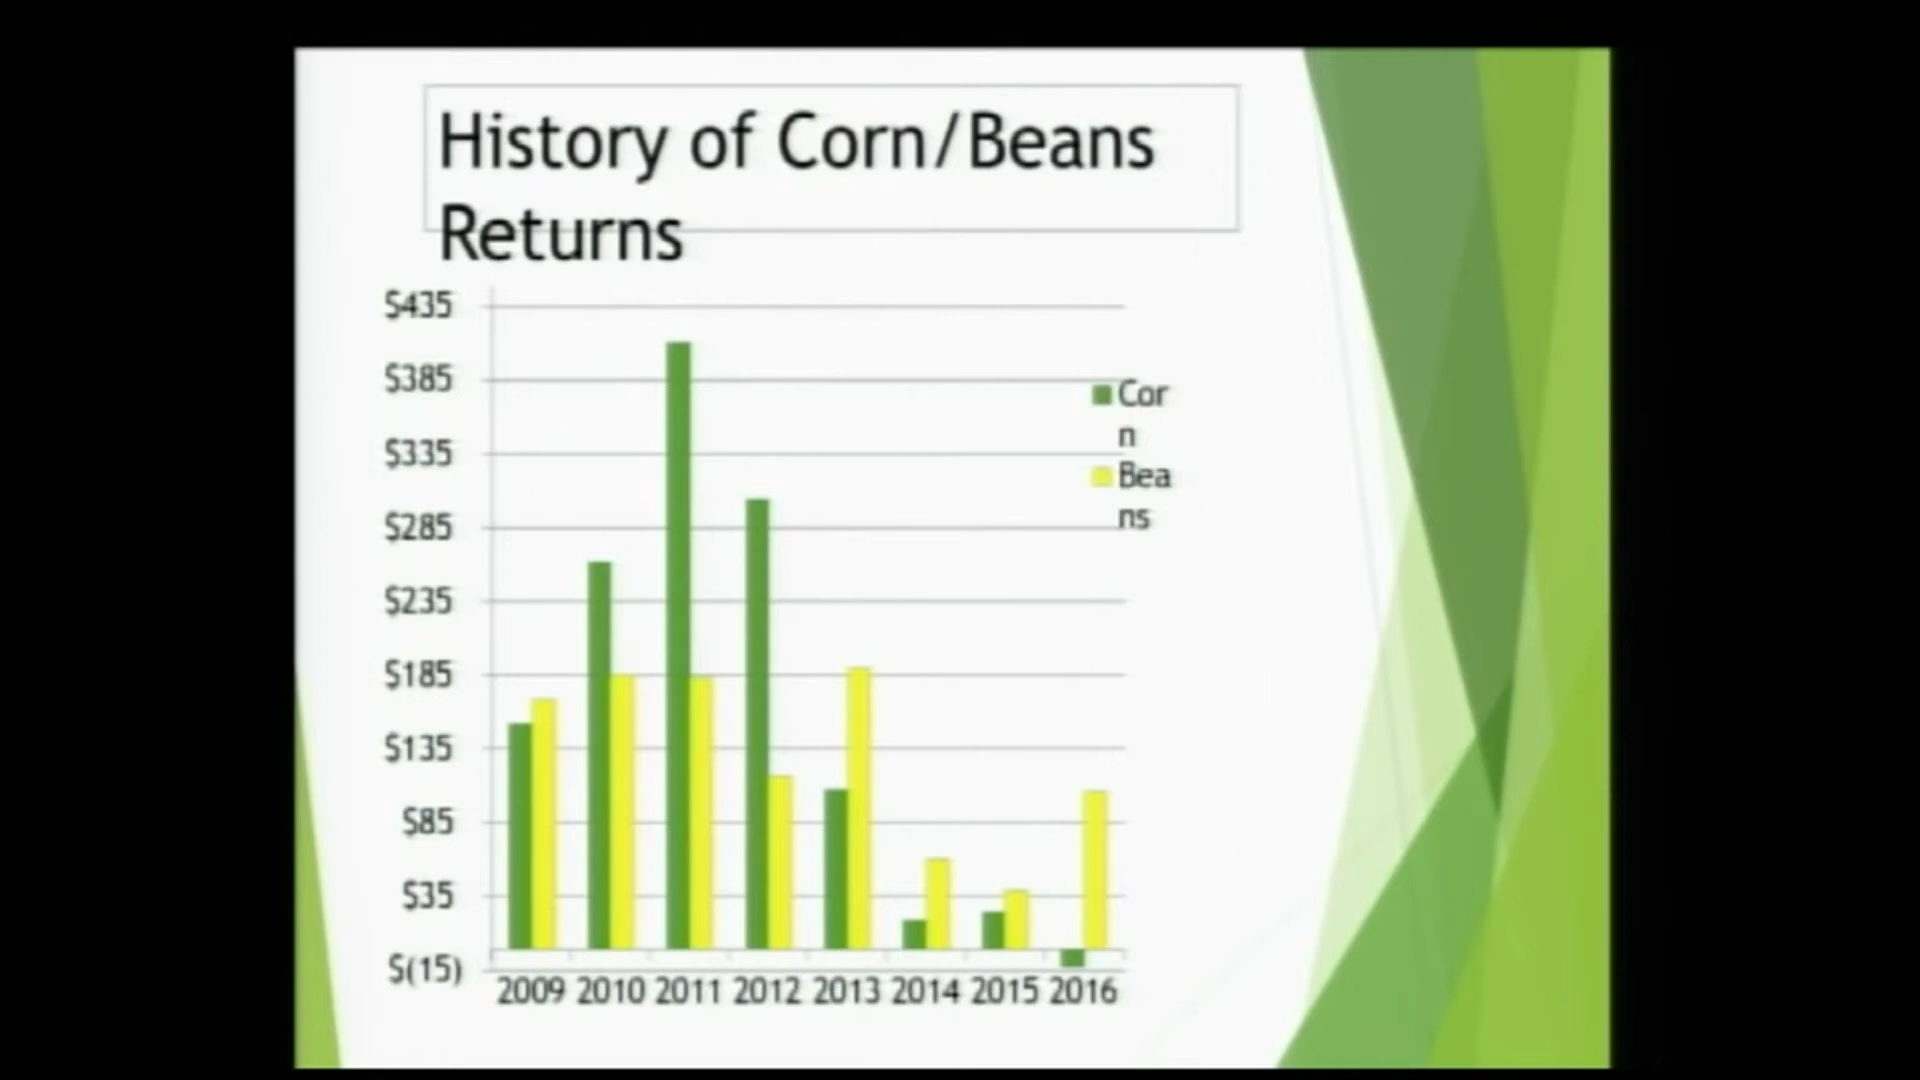 History of Corn/Beans
Returns
$435
$385
$335
$285
$235
$185
$135
$85
$35
$(15)
2009 2010 2011 2012 2013 2014 2015 2016
Cor
n
Bea
ns